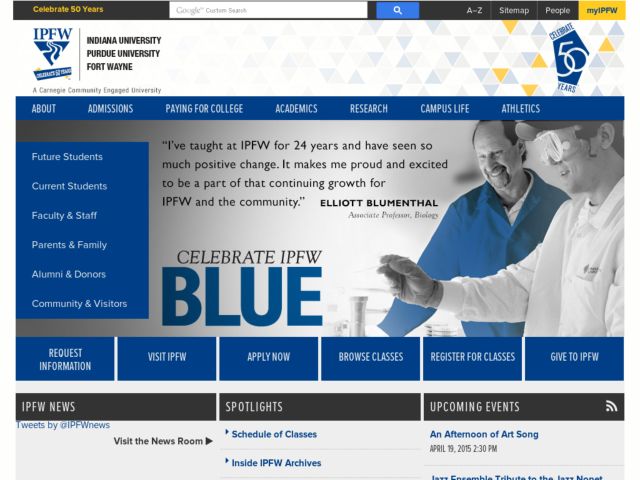 Celebrate 50 Years
Google™ Custom Search
A–Z
Sitemap
People
myIPFW
IPFW
CELEBRATE 50 YEARS
INDIANA UNIVERSITY
PURDUE UNIVERSITY
FORT WAYNE
A Carnegie Community Engaged University
CELEBRATE
50
YEARS
ABOUT
ADMISSIONS
PAYING FOR COLLEGE
ACADEMICS
RESEARCH
CAMPUS LIFE
ATHLETICS
Future Students
Current Students
Faculty & Staff
Parents & Family
Alumni & Donors
Community & Visitors
“I’ve taught at IPFW for 24 years and have seen so
much positive change. It makes me proud and excited
to be a part of that continuing growth for
IPFW and the community.” ELLIOTT BLUMENTHAL
Associate Professor, Biology
CELEBRATE IPFW
BLUE
REQUEST
INFORMATION
VISIT IPFW
APPLY NOW
BROWSE CLASSES
REGISTER FOR CLASSES
GIVE TO IPFW
IPFW NEWS
Tweets by @IPFWnews
Visit the News Room
SPOTLIGHTS
Schedule of Classes
Inside IPFW Archives
UPCOMING EVENTS
An Afternoon of Art Song
APRIL 19, 2015 2:30 PM
Jazz Ensemble Tribute to the Jazz Nonet